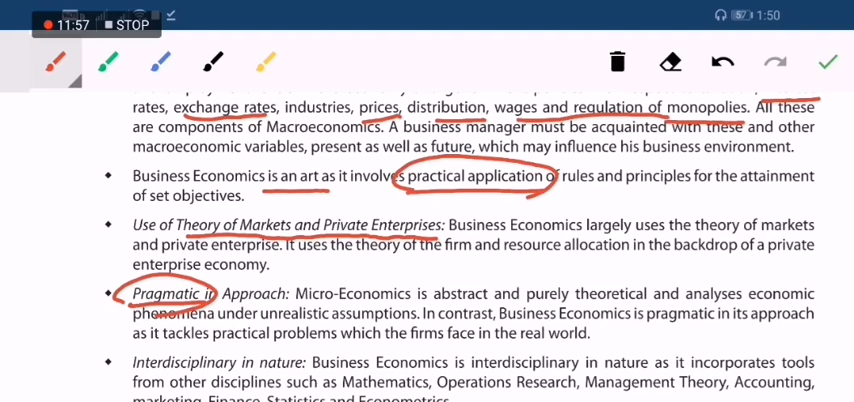 11:57 STOP
57 1:50
rates, exchange rates, industries, prices, distribution, wages and regulation of monopolies. All these
are components of Macroeconomics. A business manager must be acquainted with these and other
macroeconomic variables, present as well as future, which may influence his business environment.
Business Economics is an art as it involves practical application of rules and principles for the attainment
of set objectives.
Use of Theory of Markets and Private Enterprises: Business Economics largely uses the theory of markets
and private enterprise. It uses the theory of the firm and resource allocation in the backdrop of a private
enterprise economy.
Pragmatic in Approach: Micro-Economics is abstract and purely theoretical and analyses economic
phenomena under unrealistic assumptions. In contrast, Business Economics is pragmatic in its approach
as it tackles practical problems which the firms face in the real world.
Interdisciplinary in nature: Business Economics is interdisciplinary in nature as it incorporates tools
from other disciplines such as Mathematics, Operations Research, Management Theory, Accounting,
marketing, Finance, Statistics and Econometrics.